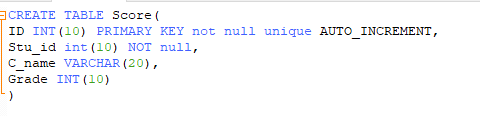 CREATE TABLE Score(
ID INT(10) PRIMARY KEY not null unique AUTO_INCREMENT,
Stu_id int(10) NOT null,
C_name VARCHAR(20),
Grade INT(10)
)